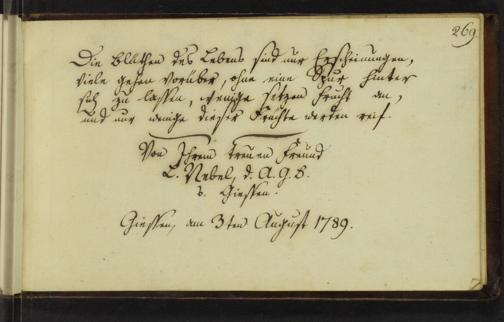 269.
Die Blüthen des Lebens sind nur Erscheinungen,
viele gehen vorüber, ohne eine Spur hinter
sich zu lassen, wenige setzen Frucht an,
und nur wenige dieser Früchte werden reif.
Von Ihrem treuen Freund
L. Nebel, d. A. G. B.
s. Giessen.
Giessen, am 3ten August 1789.